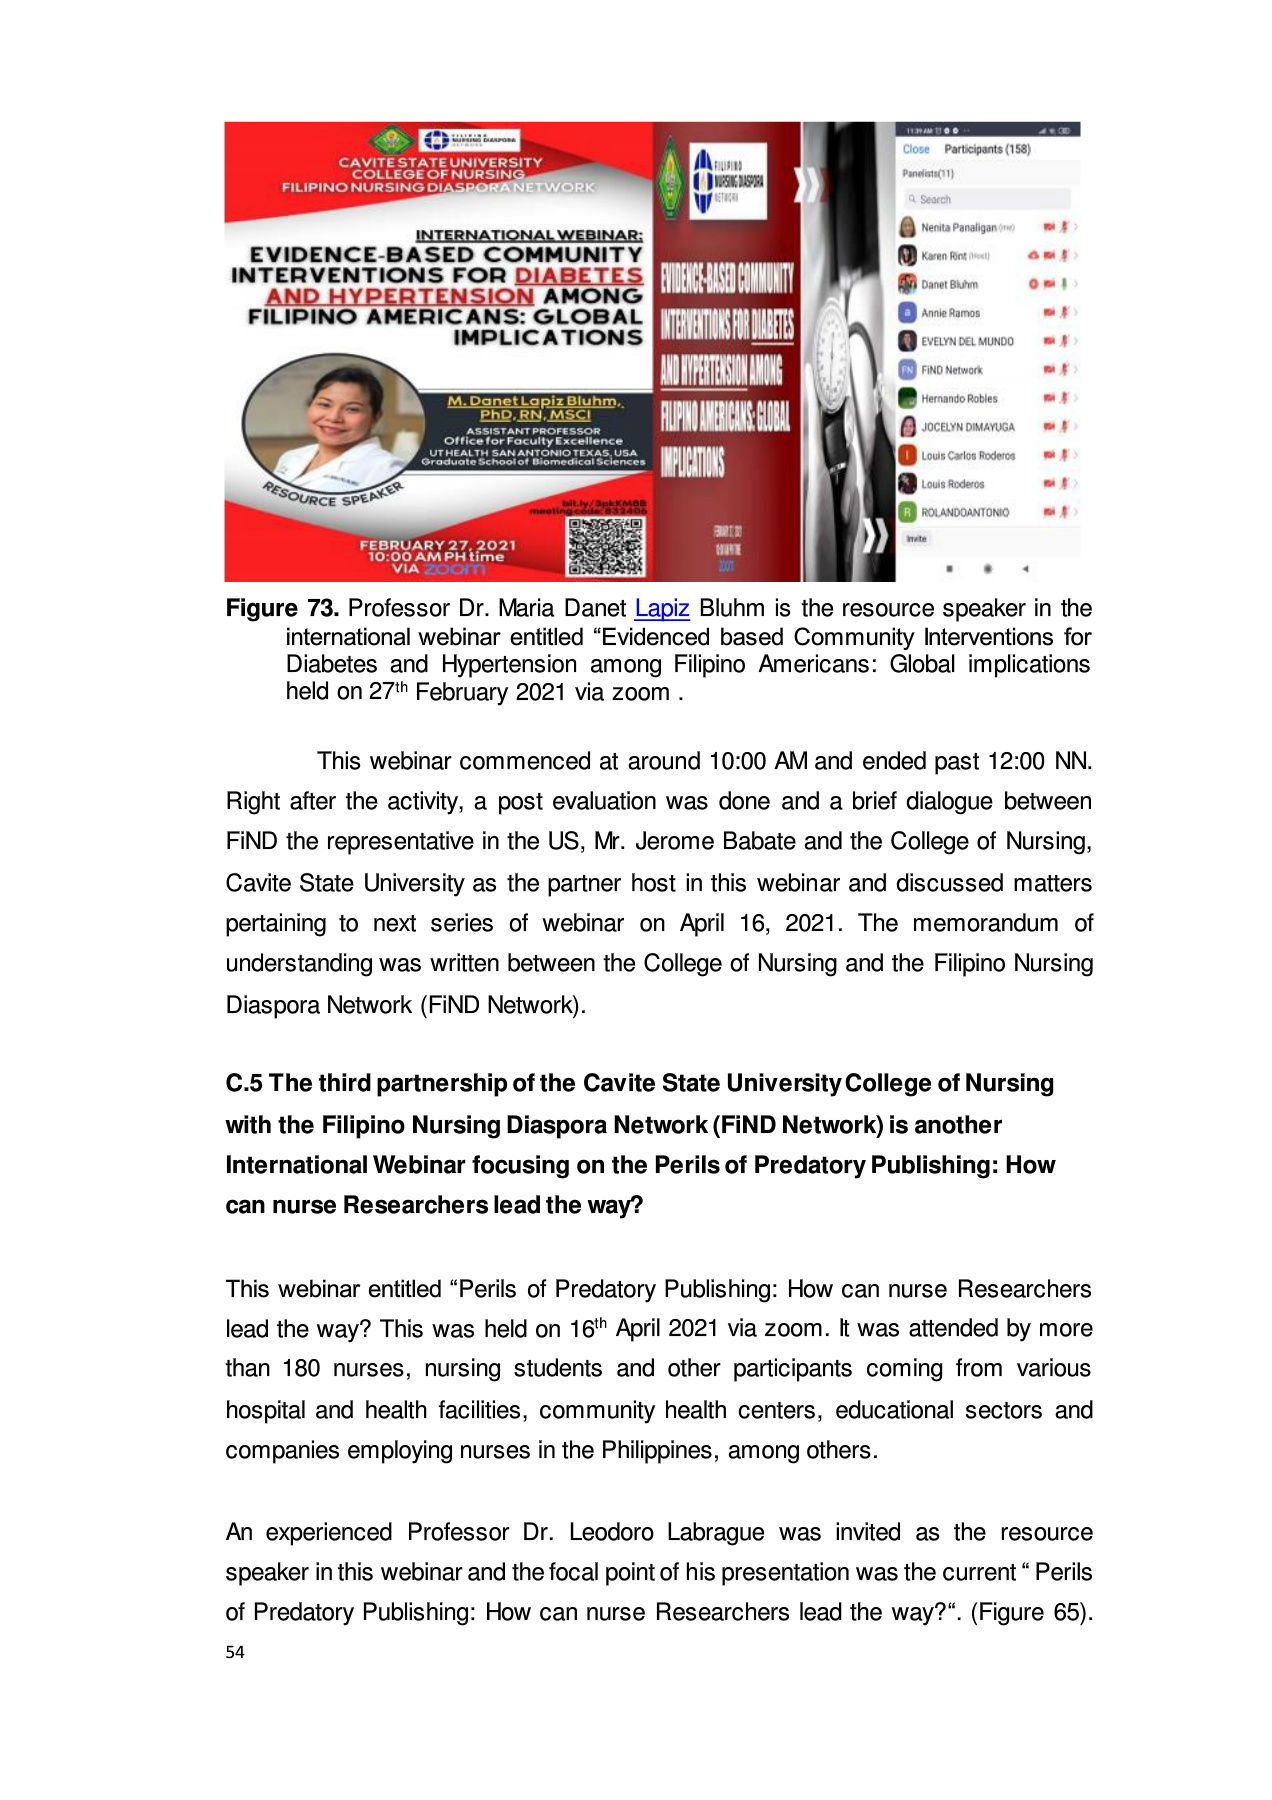 FILIPINO
NURSING DIASPORA
NETWORK
CAVITE STATE UNIVERSITY
COLLEGE OF NURSING
FILIPINO NURSING DIASPORA NETWORK
INTERNATIONAL WEBINAR:
EVIDENCE-BASED COMMUNITY
INTERVENTIONS FOR DIABETES
AND HYPERTENSION AMONG
FILIPINO AMERICANS: GLOBAL
IMPLICATIONS
M. Danet Lapiz Bluhm,
PhD, RN, MSCI
ASSISTANT PROFESSOR
Office for Faculty Excellence
UT HEALTH SAN ANTONIO TEXAS, USA
Graduate School of Biomedical Sciences
RESOURCE SPEAKER
bit.ly/3pkKM8B
meeting code: 832406
FEBRUARY 27, 2021
10:00 AM PH time
VIA zoom
FILIPINO
NURSING DIASPORA
NETWORK
EVIDENCE-BASED COMMUNITY
INTERVENTIONS FOR DIABETES
AND HYPERTENSION AMONG
FILIPINO AMERICANS: GLOBAL
IMPLICATIONS
FEBRUARY 27, 2021
10:00 AM PH TIME
ZOOM
11:39 AM
Close Participants (158)
Panelists(11)
Search
Nenita Panaligan (me)
Karen Rint (Host)
Danet Bluhm
a Annie Ramos
EVELYN DEL MUNDO
FN FiND Network
Hernando Robles
JOCELYN DIMAYUGA
l Louis Carlos Roderos
Louis Roderos
R ROLANDOANTONIO
Invite
Figure 73. Professor Dr. Maria Danet Lapiz Bluhm is the resource speaker in the
international webinar entitled “Evidenced based Community Interventions for
Diabetes and Hypertension among Filipino Americans: Global implications
held on 27th February 2021 via zoom .
This webinar commenced at around 10:00 AM and ended past 12:00 NN.
Right after the activity, a post evaluation was done and a brief dialogue between
FiND the representative in the US, Mr. Jerome Babate and the College of Nursing,
Cavite State University as the partner host in this webinar and discussed matters
pertaining to next series of webinar on April 16, 2021. The memorandum of
understanding was written between the College of Nursing and the Filipino Nursing
Diaspora Network (FiND Network).
C.5 The third partnership of the Cavite State University College of Nursing
with the Filipino Nursing Diaspora Network (FiND Network) is another
International Webinar focusing on the Perils of Predatory Publishing: How
can nurse Researchers lead the way?
This webinar entitled “Perils of Predatory Publishing: How can nurse Researchers
lead the way? This was held on 16th April 2021 via zoom. It was attended by more
than 180 nurses, nursing students and other participants coming from various
hospital and health facilities, community health centers, educational sectors and
companies employing nurses in the Philippines, among others.
An experienced Professor Dr. Leodoro Labrague was invited as the resource
speaker in this webinar and the focal point of his presentation was the current “ Perils
of Predatory Publishing: How can nurse Researchers lead the way?“. (Figure 65).
54